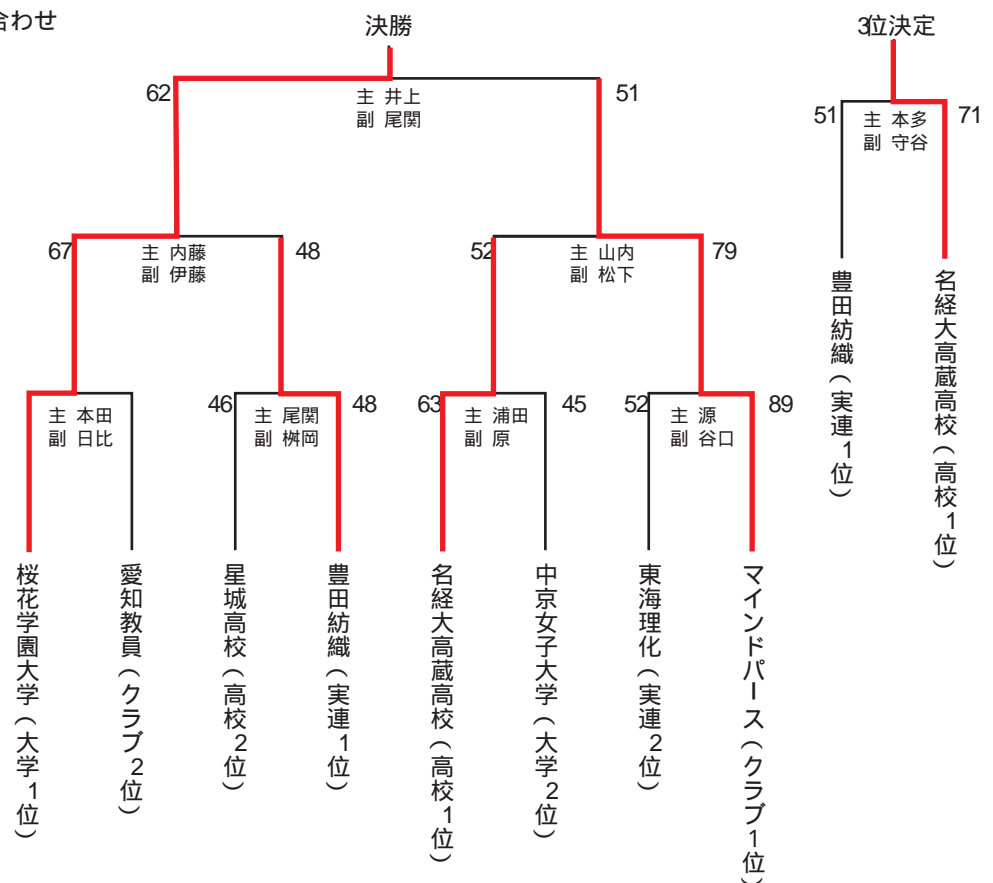 合わせ
決勝
3位決定
62
主 井上
副 尾関
51
51
主 本多
副 守谷
71
67
主 内藤
副 伊藤
48
52
主 山内
副 松下
79
豊田紡織(実連1位)
名経大高蔵高校(高校1位)
主 本田
副 日比
46
主 尾関
副 桝岡
48
63
主 浦田
副 原
45
52
主 源
副 谷口
89
桜花学園大学(大学1位)
愛知教員(クラブ2位)
星城高校(高校2位)
豊田紡織(実連1位)
名経大高蔵高校(高校1位)
中京女子大学(大学2位)
東海理化(実連2位)
マインドパース(クラブ1位)